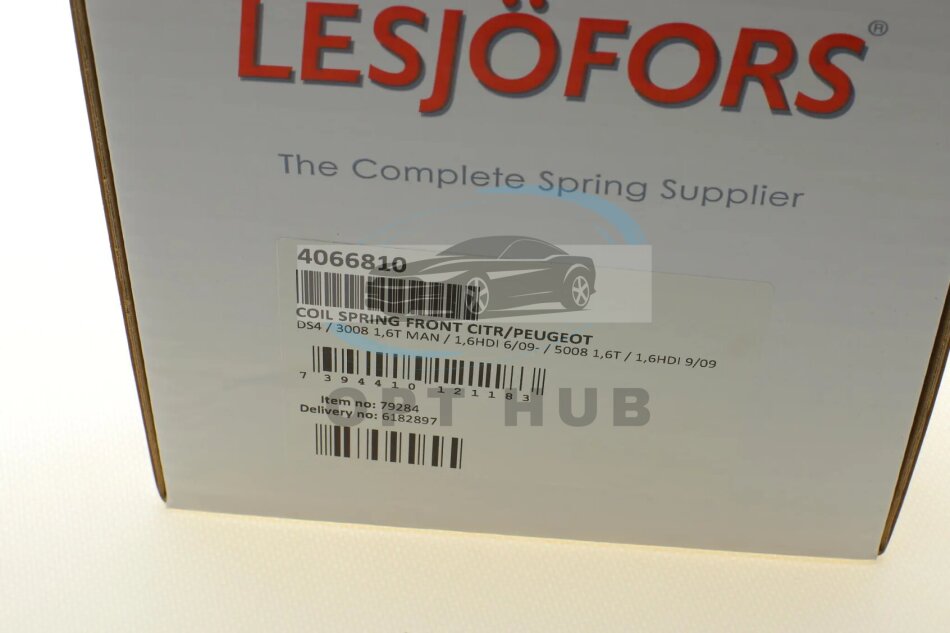 LESJÖFORS®
The Complete Spring Supplier
4066810
COIL SPRING FRONT CITR/PEUGEOT
DS4 / 3008 1,6T MAN / 1,6HDI 6/09- / 5008 1,6T / 1,6HDI 9/09
7 394410 121183
Item no: 79284
OPT HUB
Delivery no: 6182897